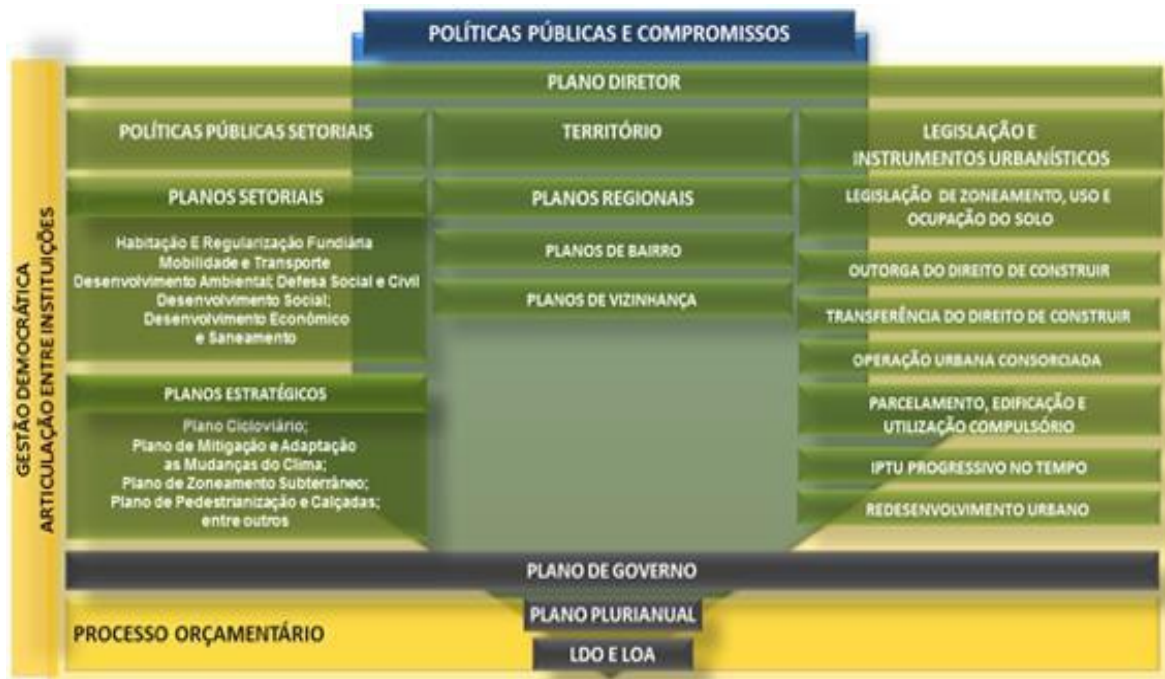 POLÍTICAS PÚBLICAS E COMPROMISSOS
PLANO DIRETOR
POLÍTICAS PÚBLICAS SETORIAIS
PLANOS SETORIAIS
Habitação E Regularização Fundiária
Mobilidade e Transporte
Desenvolvimento Ambiental; Defesa Social e Civil
Desenvolvimento Social;
Desenvolvimento Econômico
e Saneamento
PLANOS ESTRATÉGICOS
Plano Cicloviário;
Plano de Mitigação e Adaptação
as Mudanças do Clima;
Plano de Zoneamento Subterrâneo;
Plano de Pedestrianização e Calçadas;
entre outros
TERRITÓRIO
PLANOS REGIONAIS
PLANOS DE BAIRRO
PLANOS DE VIZINHANÇA
LEGISLAÇÃO E
INSTRUMENTOS URBANÍSTICOS
LEGISLAÇÃO DE ZONEAMENTO, USO E
OCUPAÇÃO DO SOLO
OUTORGA DO DIREITO DE CONSTRUIR
TRANSFERÊNCIA DO DIREITO DE CONSTRUIR
OPERAÇÃO URBANA CONSORCIADA
PARCELAMENTO, EDIFICAÇÃO E
UTILIZAÇÃO COMPULSÓRIO
IPTU PROGRESSIVO NO TEMPO
REDESENVOLVIMENTO URBANO
GESTÃO DEMOCRÁTICA
ARTICULAÇÃO ENTRE INSTITUIÇÕES
PLANO DE GOVERNO
PROCESSO ORÇAMENTÁRIO
PLANO PLURIANUAL
LDO E LOA